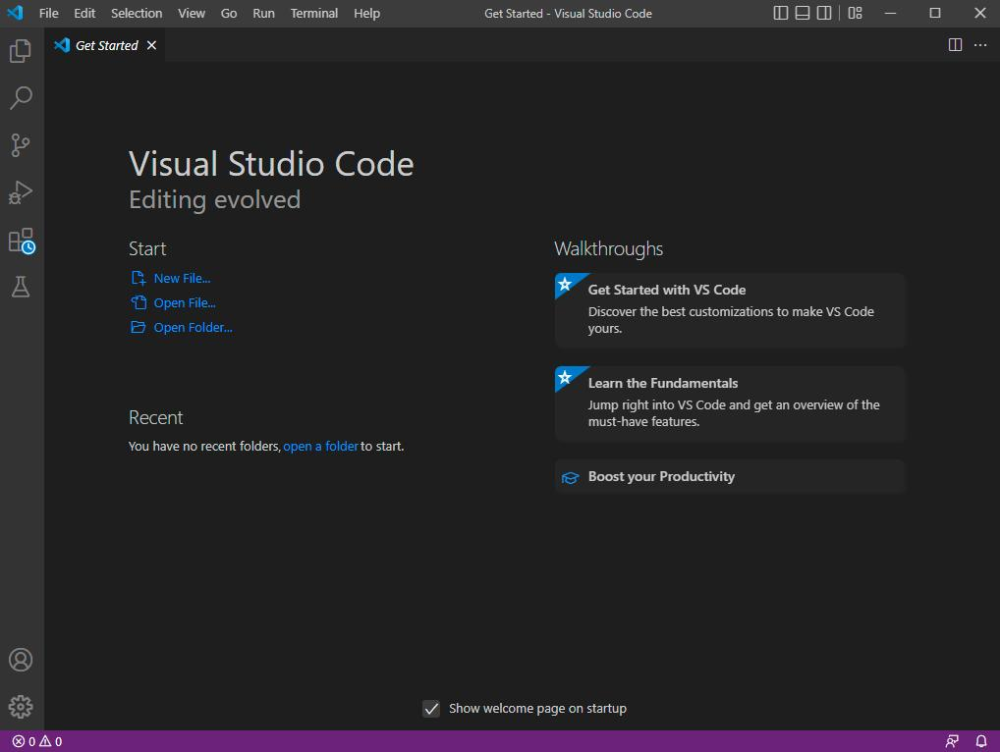 File Edit Selection View Go Run Terminal Help Get Started - Visual Studio Code
Get Started
Visual Studio Code
Editing evolved
Start
New File...
Open File...
Open Folder...
Recent
You have no recent folders, open a folder to start.
Walkthroughs
Get Started with VS Code
Discover the best customizations to make VS Code
yours.
Learn the Fundamentals
Jump right into VS Code and get an overview of the
must-have features.
Boost your Productivity
Show welcome page on startup
0 0